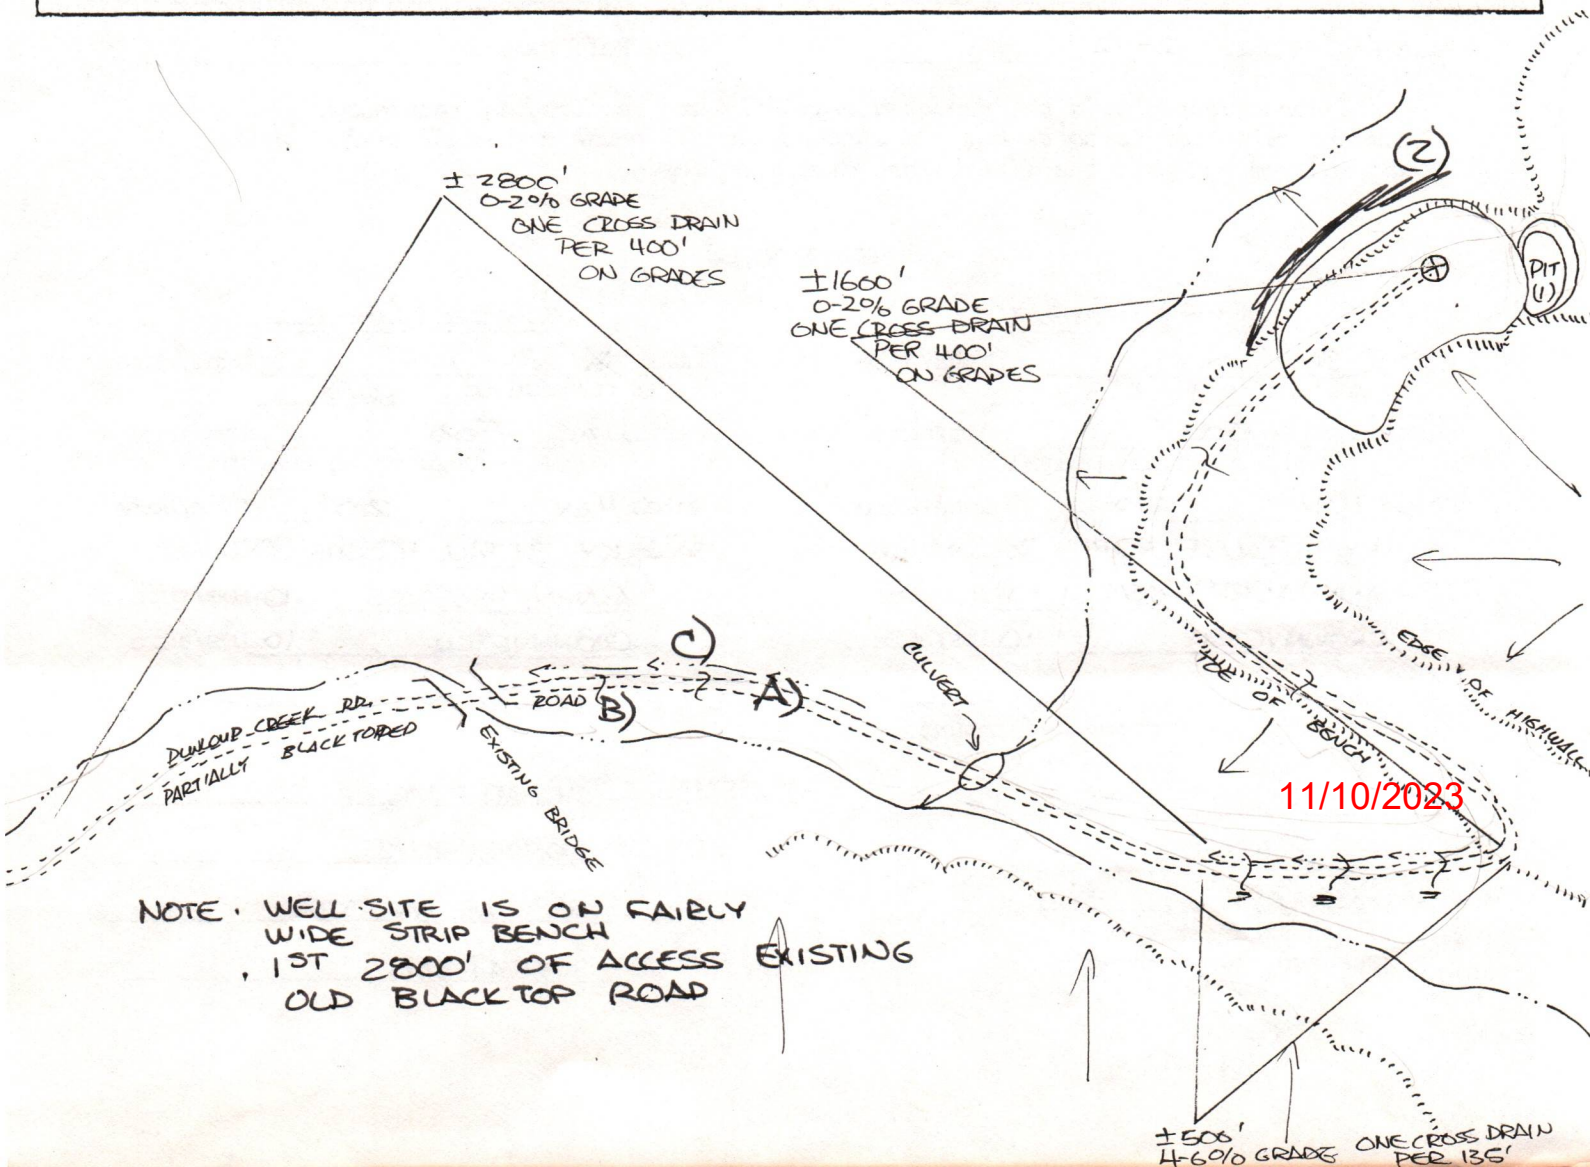 ± 2800'
0-2% GRADE
ONE CROSS DRAIN
PER 400'
ON GRADES
±1600'
0-2% GRADE
ONE CROSS DRAIN
PER 400'
ON GRADES
(2)
PIT
(1)
C)
A)
B)
ROAD
CULVERT
TOE OF BENCH
EDGE OF HIGHWALL
DUNLOUP CREEK RD.
PARTIALLY BLACKTOPPED
EXISTING BRIDGE
11/10/2023
NOTE. WELL SITE IS ON FAIRLY
WIDE STRIP BENCH
. 1ST 2800' OF ACCESS EXISTING
OLD BLACKTOP ROAD
±500'
4-6% GRADE ONE CROSS DRAIN
PER 135'